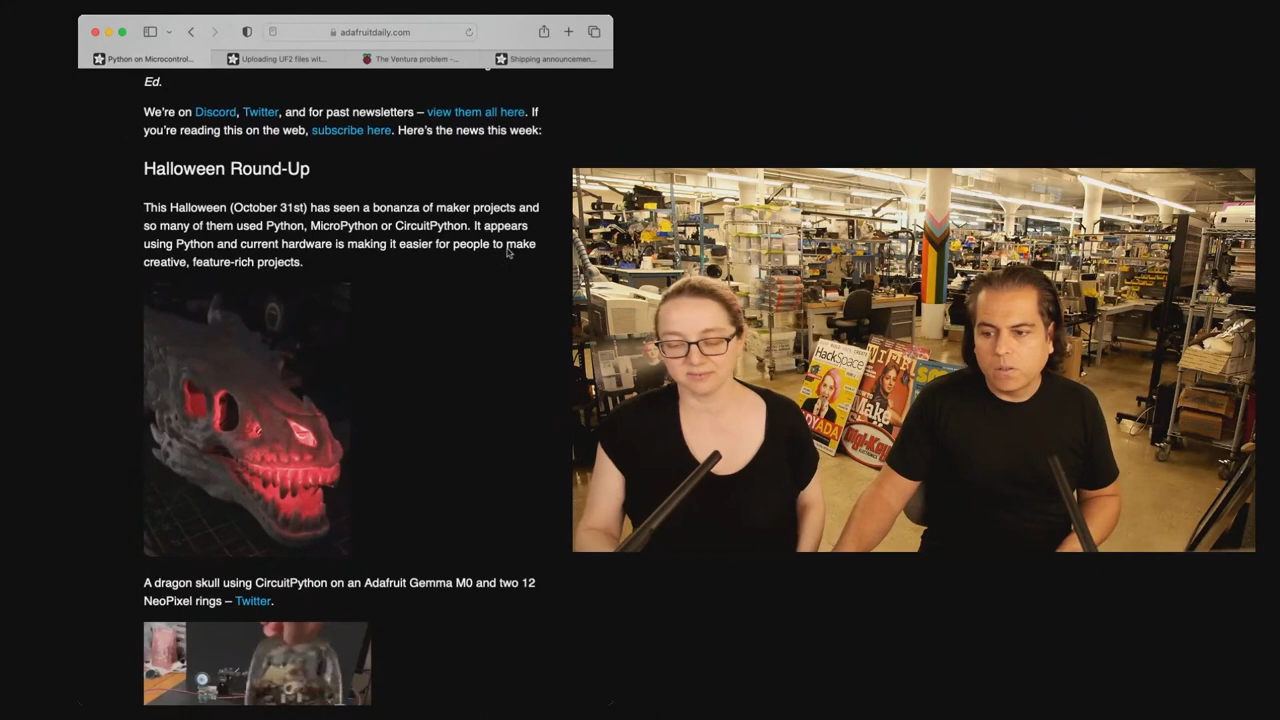 adafruitdaily.com
Python on Microcontrol...
Uploading UF2 files wit...
The Ventura problem -...
Shipping announcemen...
Ed.
We're on Discord, Twitter, and for past newsletters – view them all here. If
you're reading this on the web, subscribe here. Here's the news this week:
Halloween Round-Up
This Halloween (October 31st) has seen a bonanza of maker projects and
so many of them used Python, MicroPython or CircuitPython. It appears
using Python and current hardware is making it easier for people to make
creative, feature-rich projects.
A dragon skull using CircuitPython on an Adafruit Gemma M0 and two 12
NeoPixel rings – Twitter.
HackSpace
Make
Digi-Key
ELECTRONICS